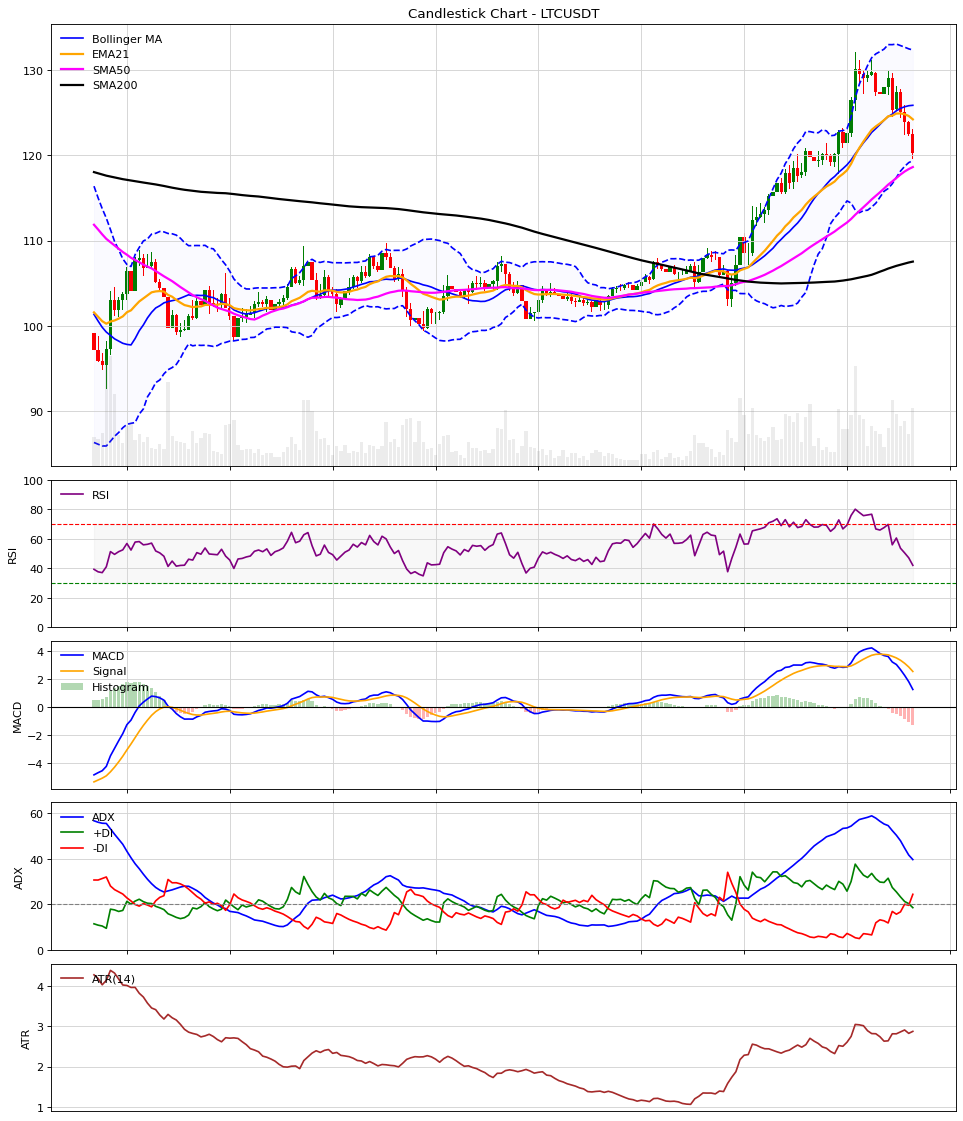 Candlestick Chart - LTCUSDT
Bollinger MA
EMA21
SMA50
SMA200
130
120
110
100
90
RSI
100
80
60
40
20
0
RSI
MACD
Signal
Histogram
4
2
0
−2
−4
MACD
ADX
+DI
-DI
60
40
20
0
ADX
ATR(14)
4
3
2
1
ATR